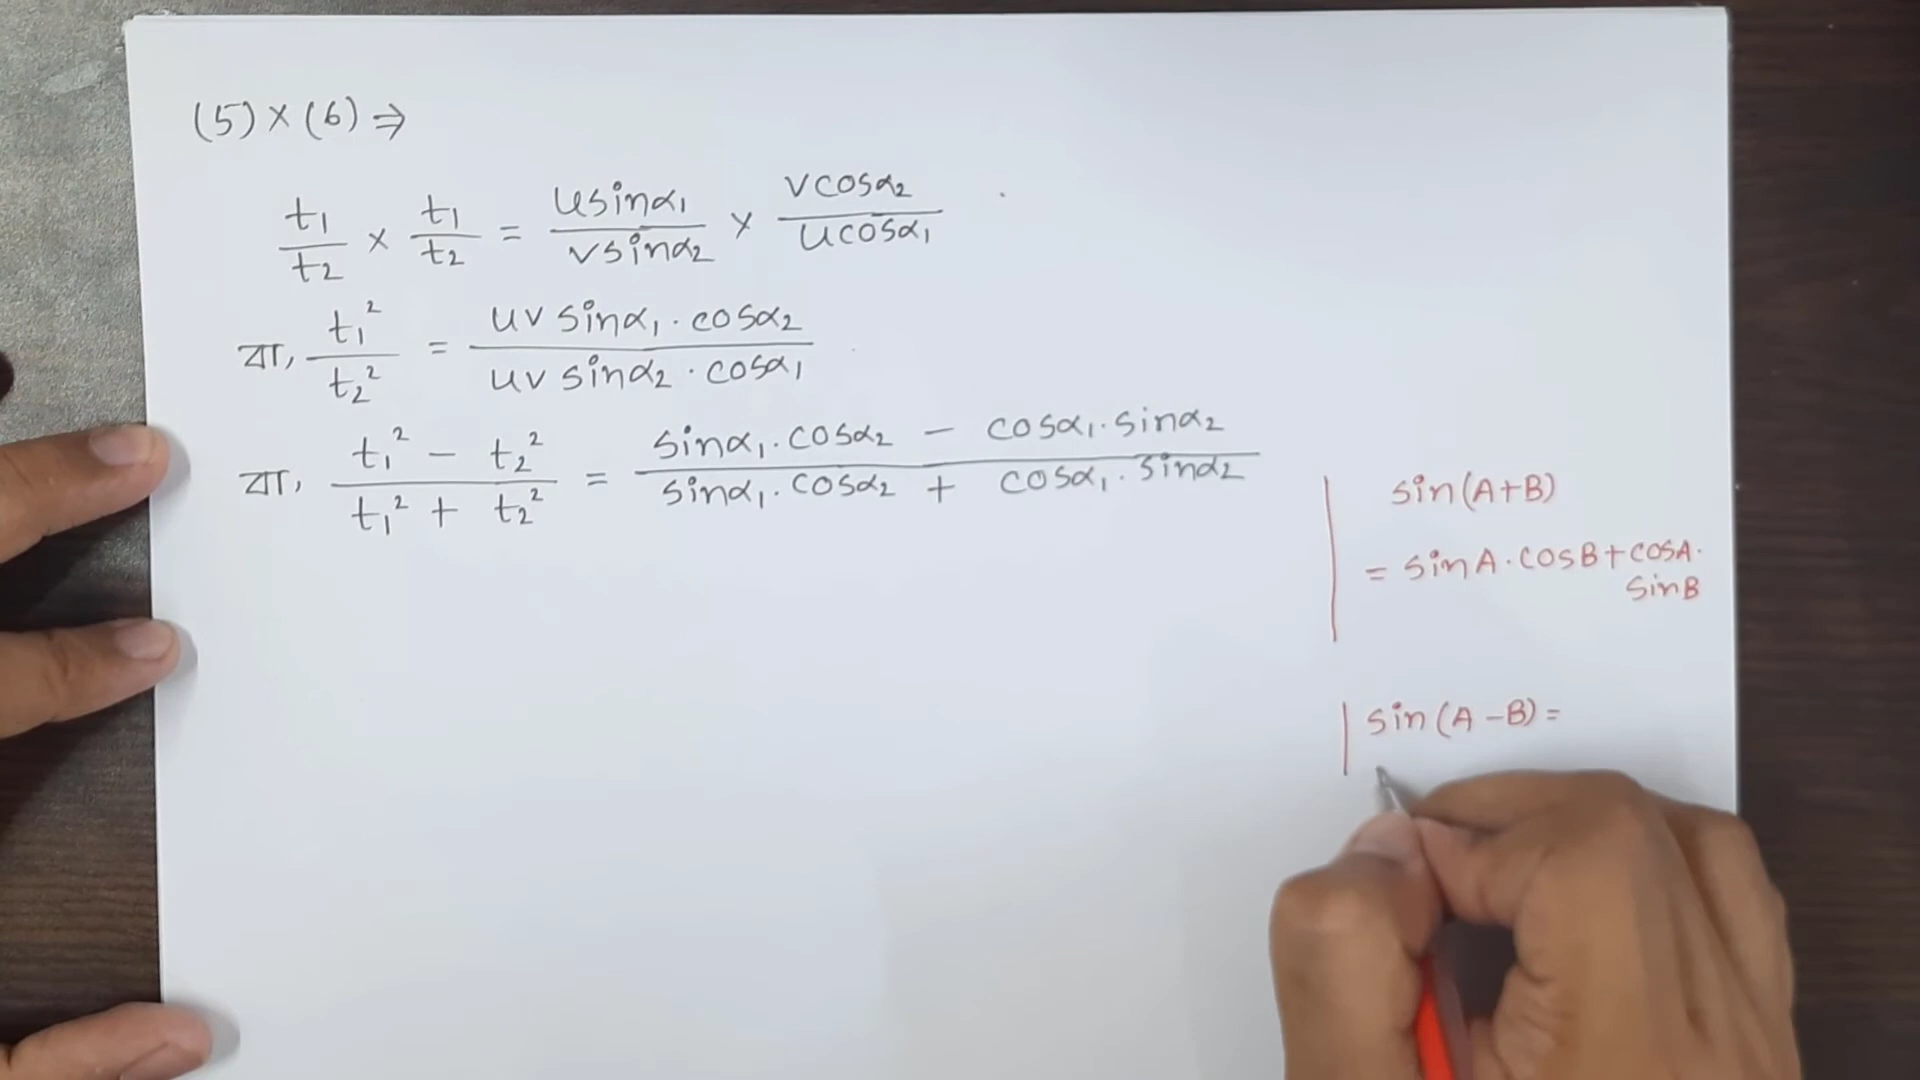 (5) × (6) ⇒
t₁/t₂ × t₁/t₂ = usinα₁/vsinα₂ × vcosα₂/ucosα₁
বা, t₁²/t₂² = uv sinα₁ · cosα₂/uv sinα₂ · cosα₁
বা, (t₁² − t₂²)/(t₁² + t₂²) = (sinα₁ · cosα₂ − cosα₁ · sinα₂)/(sinα₁ · cosα₂ + cosα₁ · sinα₂)
sin(A+B)
= sinA · cosB + cosA ·
sinB
sin(A−B) =